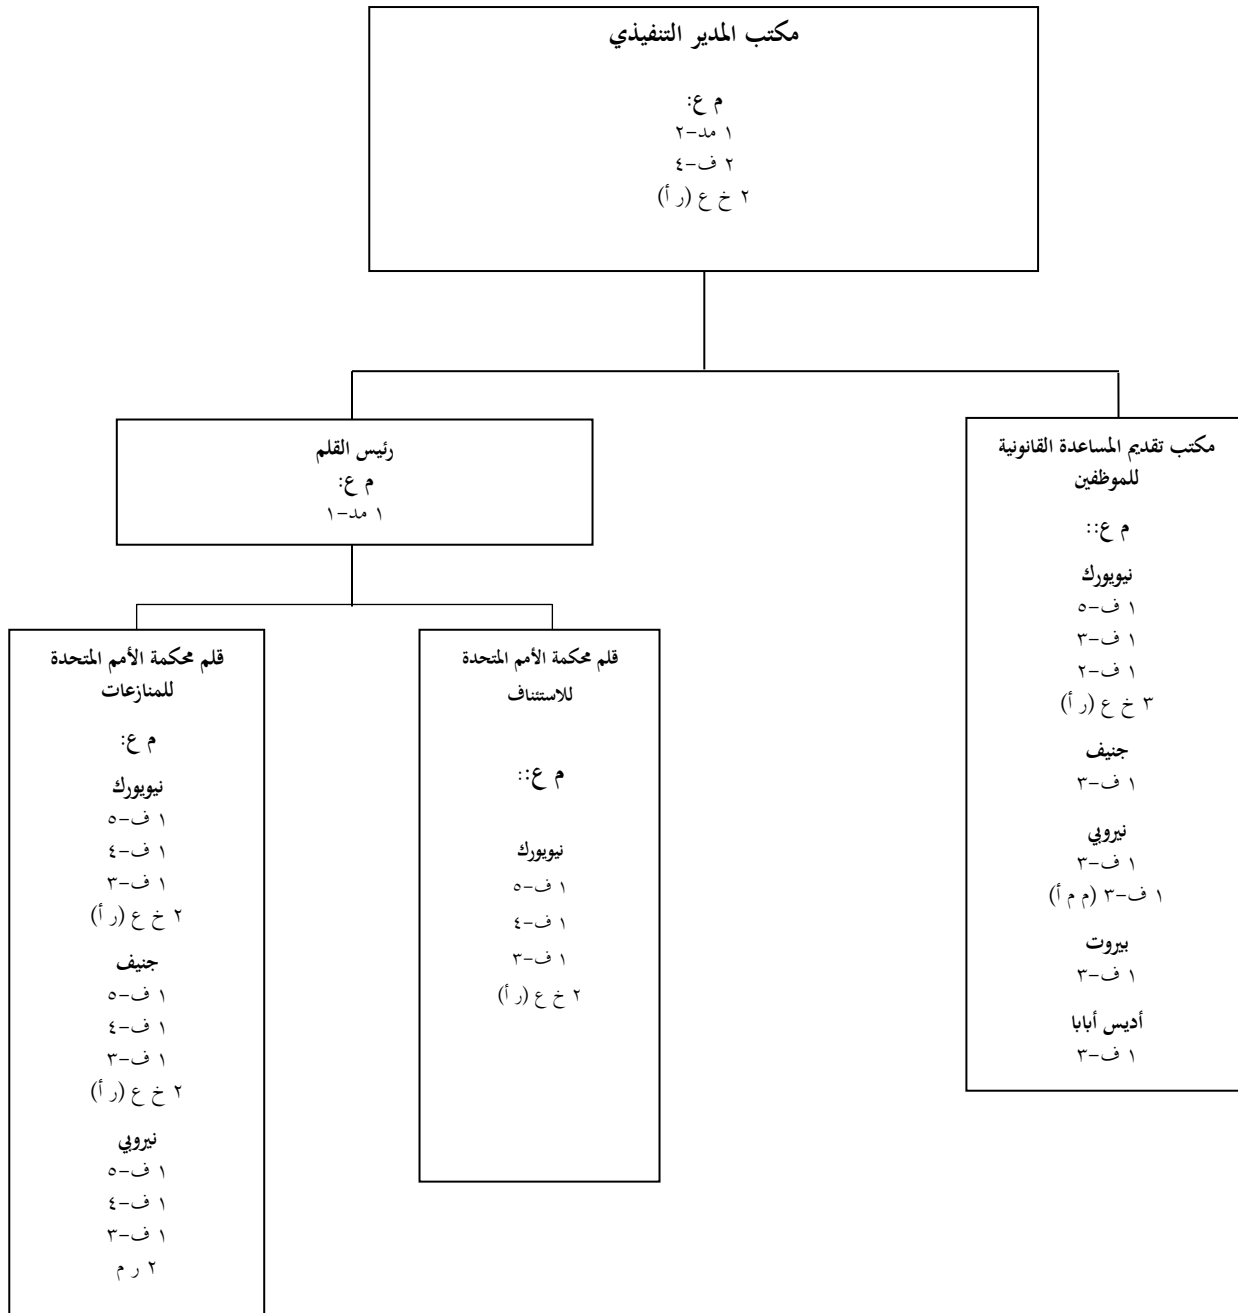 مكتب المدير التنفيذي
م ع:
١ مد-٢
٢ ف-٤
٢ خ ع (ر أ)
رئيس القلم
م ع:
١ مد-١
مكتب تقديم المساعدة القانونية
للموظفين
م ع::
نيويورك
١ ف-٥
١ ف-٣
١ ف-٢
٣ خ ع (ر أ)
جنيف
١ ف-٣
نيروبي
١ ف-٣
١ ف-٣ (م م أ)
بيروت
١ ف-٣
أديس أبابا
١ ف-٣
قلم محكمة الأمم المتحدة
للاستئناف
م ع::
نيويورك
١ ف-٥
١ ف-٤
١ ف-٣
٢ خ ع (ر أ)
قلم محكمة الأمم المتحدة
للمنازعات
م ع:
نيويورك
١ ف-٥
١ ف-٤
١ ف-٣
٢ خ ع (ر أ)
جنيف
١ ف-٥
١ ف-٤
١ ف-٣
٢ خ ع (ر أ)
نيروبي
١ ف-٥
١ ف-٤
١ ف-٣
٢ ر م